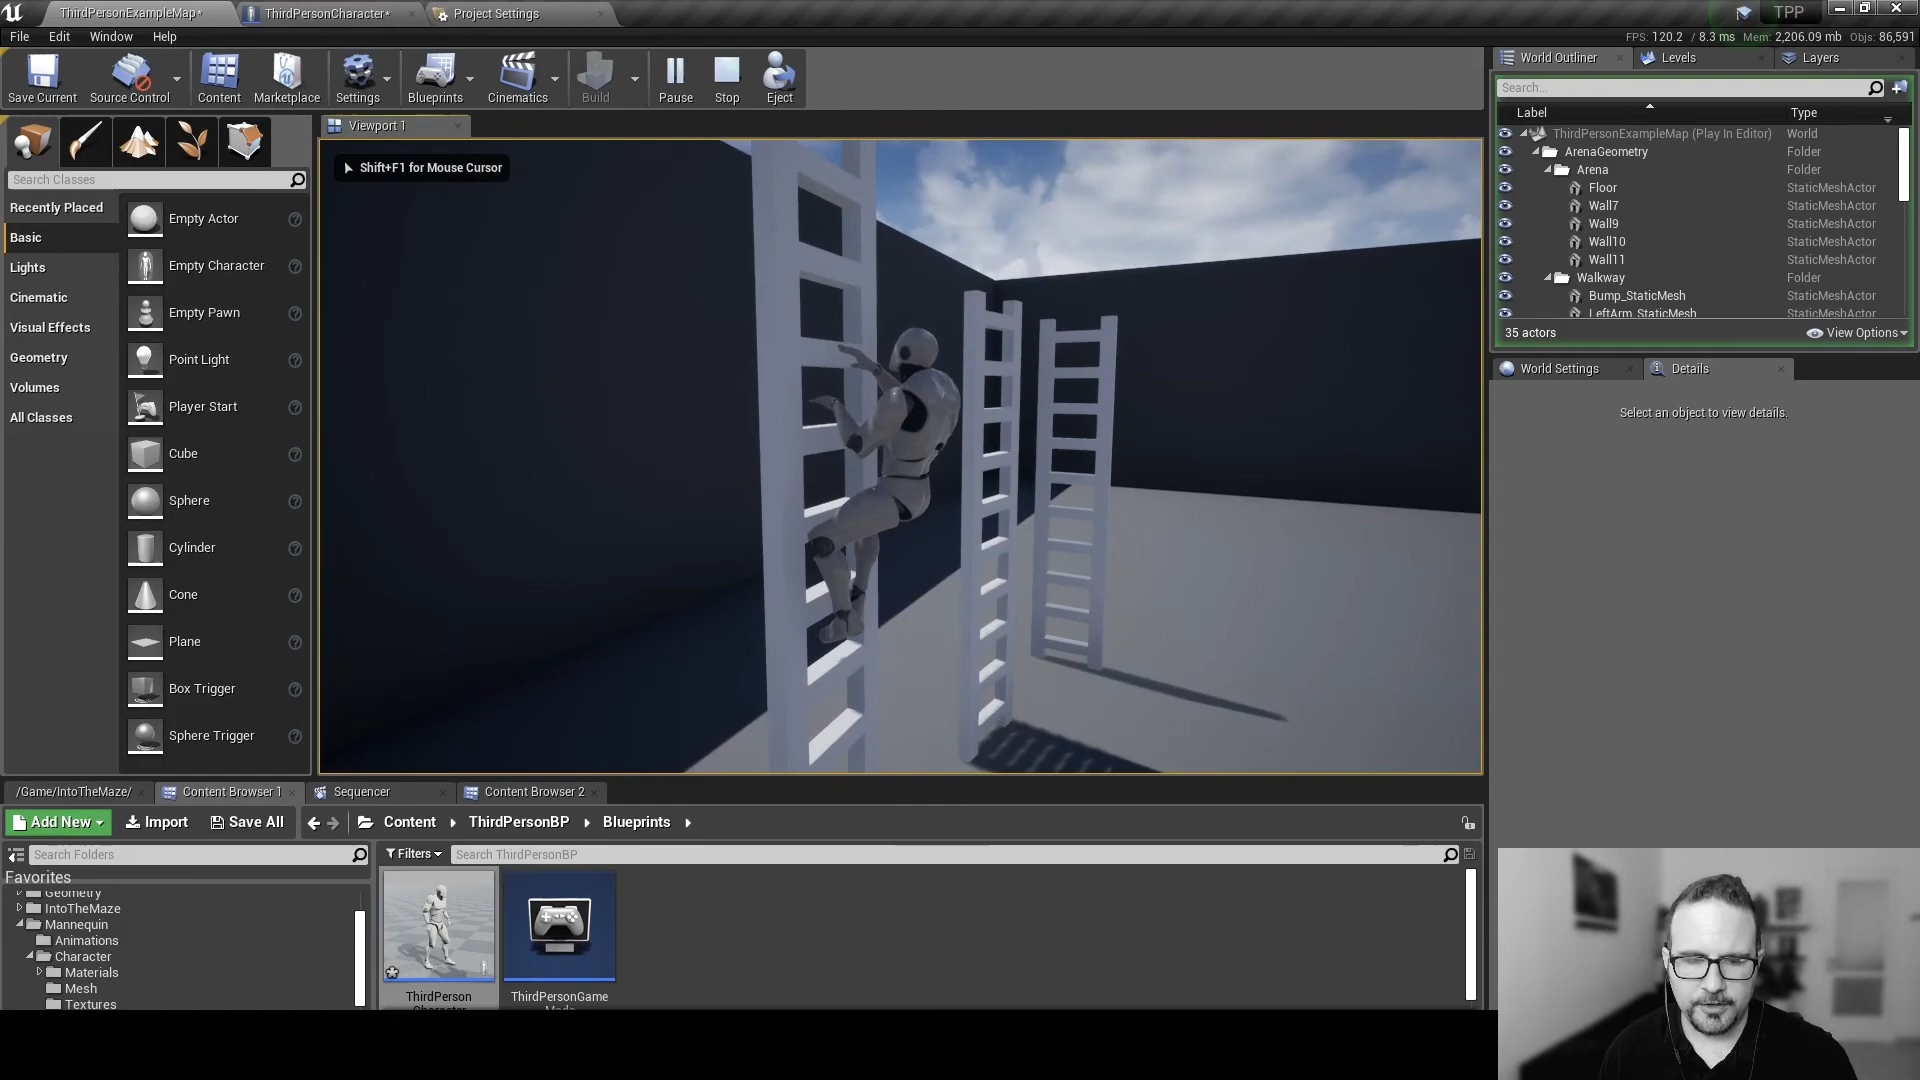 ThirdPersonExampleMap*
ThirdPersonCharacter*
Project Settings
TPP
File Edit Window Help
FPS: 120.2 / 8.3 ms Mem: 2,206.09 mb Objs: 86,591
Save Current
Source Control
Content
Marketplace
Settings
Blueprints
Cinematics
Build
Pause
Stop
Eject
World Outliner
Levels
Layers
Search...
Label Type
ThirdPersonExampleMap (Play In Editor) World
ArenaGeometry Folder
Arena Folder
Floor StaticMeshActor
Wall7 StaticMeshActor
Wall9 StaticMeshActor
Wall10 StaticMeshActor
Wall11 StaticMeshActor
Walkway Folder
Bump_StaticMesh StaticMeshActor
LeftArm_StaticMesh StaticMeshActor
35 actors
View Options
World Settings
Details
Select an object to view details.
Viewport 1
Shift+F1 for Mouse Cursor
Search Classes
Recently Placed
Basic
Lights
Cinematic
Visual Effects
Geometry
Volumes
All Classes
Empty Actor
Empty Character
Empty Pawn
Point Light
Player Start
Cube
Sphere
Cylinder
Cone
Plane
Box Trigger
Sphere Trigger
/Game/IntoTheMaze/
Content Browser 1
Sequencer
Content Browser 2
Add New
Import
Save All
Content
ThirdPersonBP
Blueprints
Search Folders
Filters
Search ThirdPersonBP
Favorites
Geometry
IntoTheMaze
Mannequin
Animations
Character
Materials
Mesh
Textures
ThirdPerson
Character
ThirdPersonGame
Mode